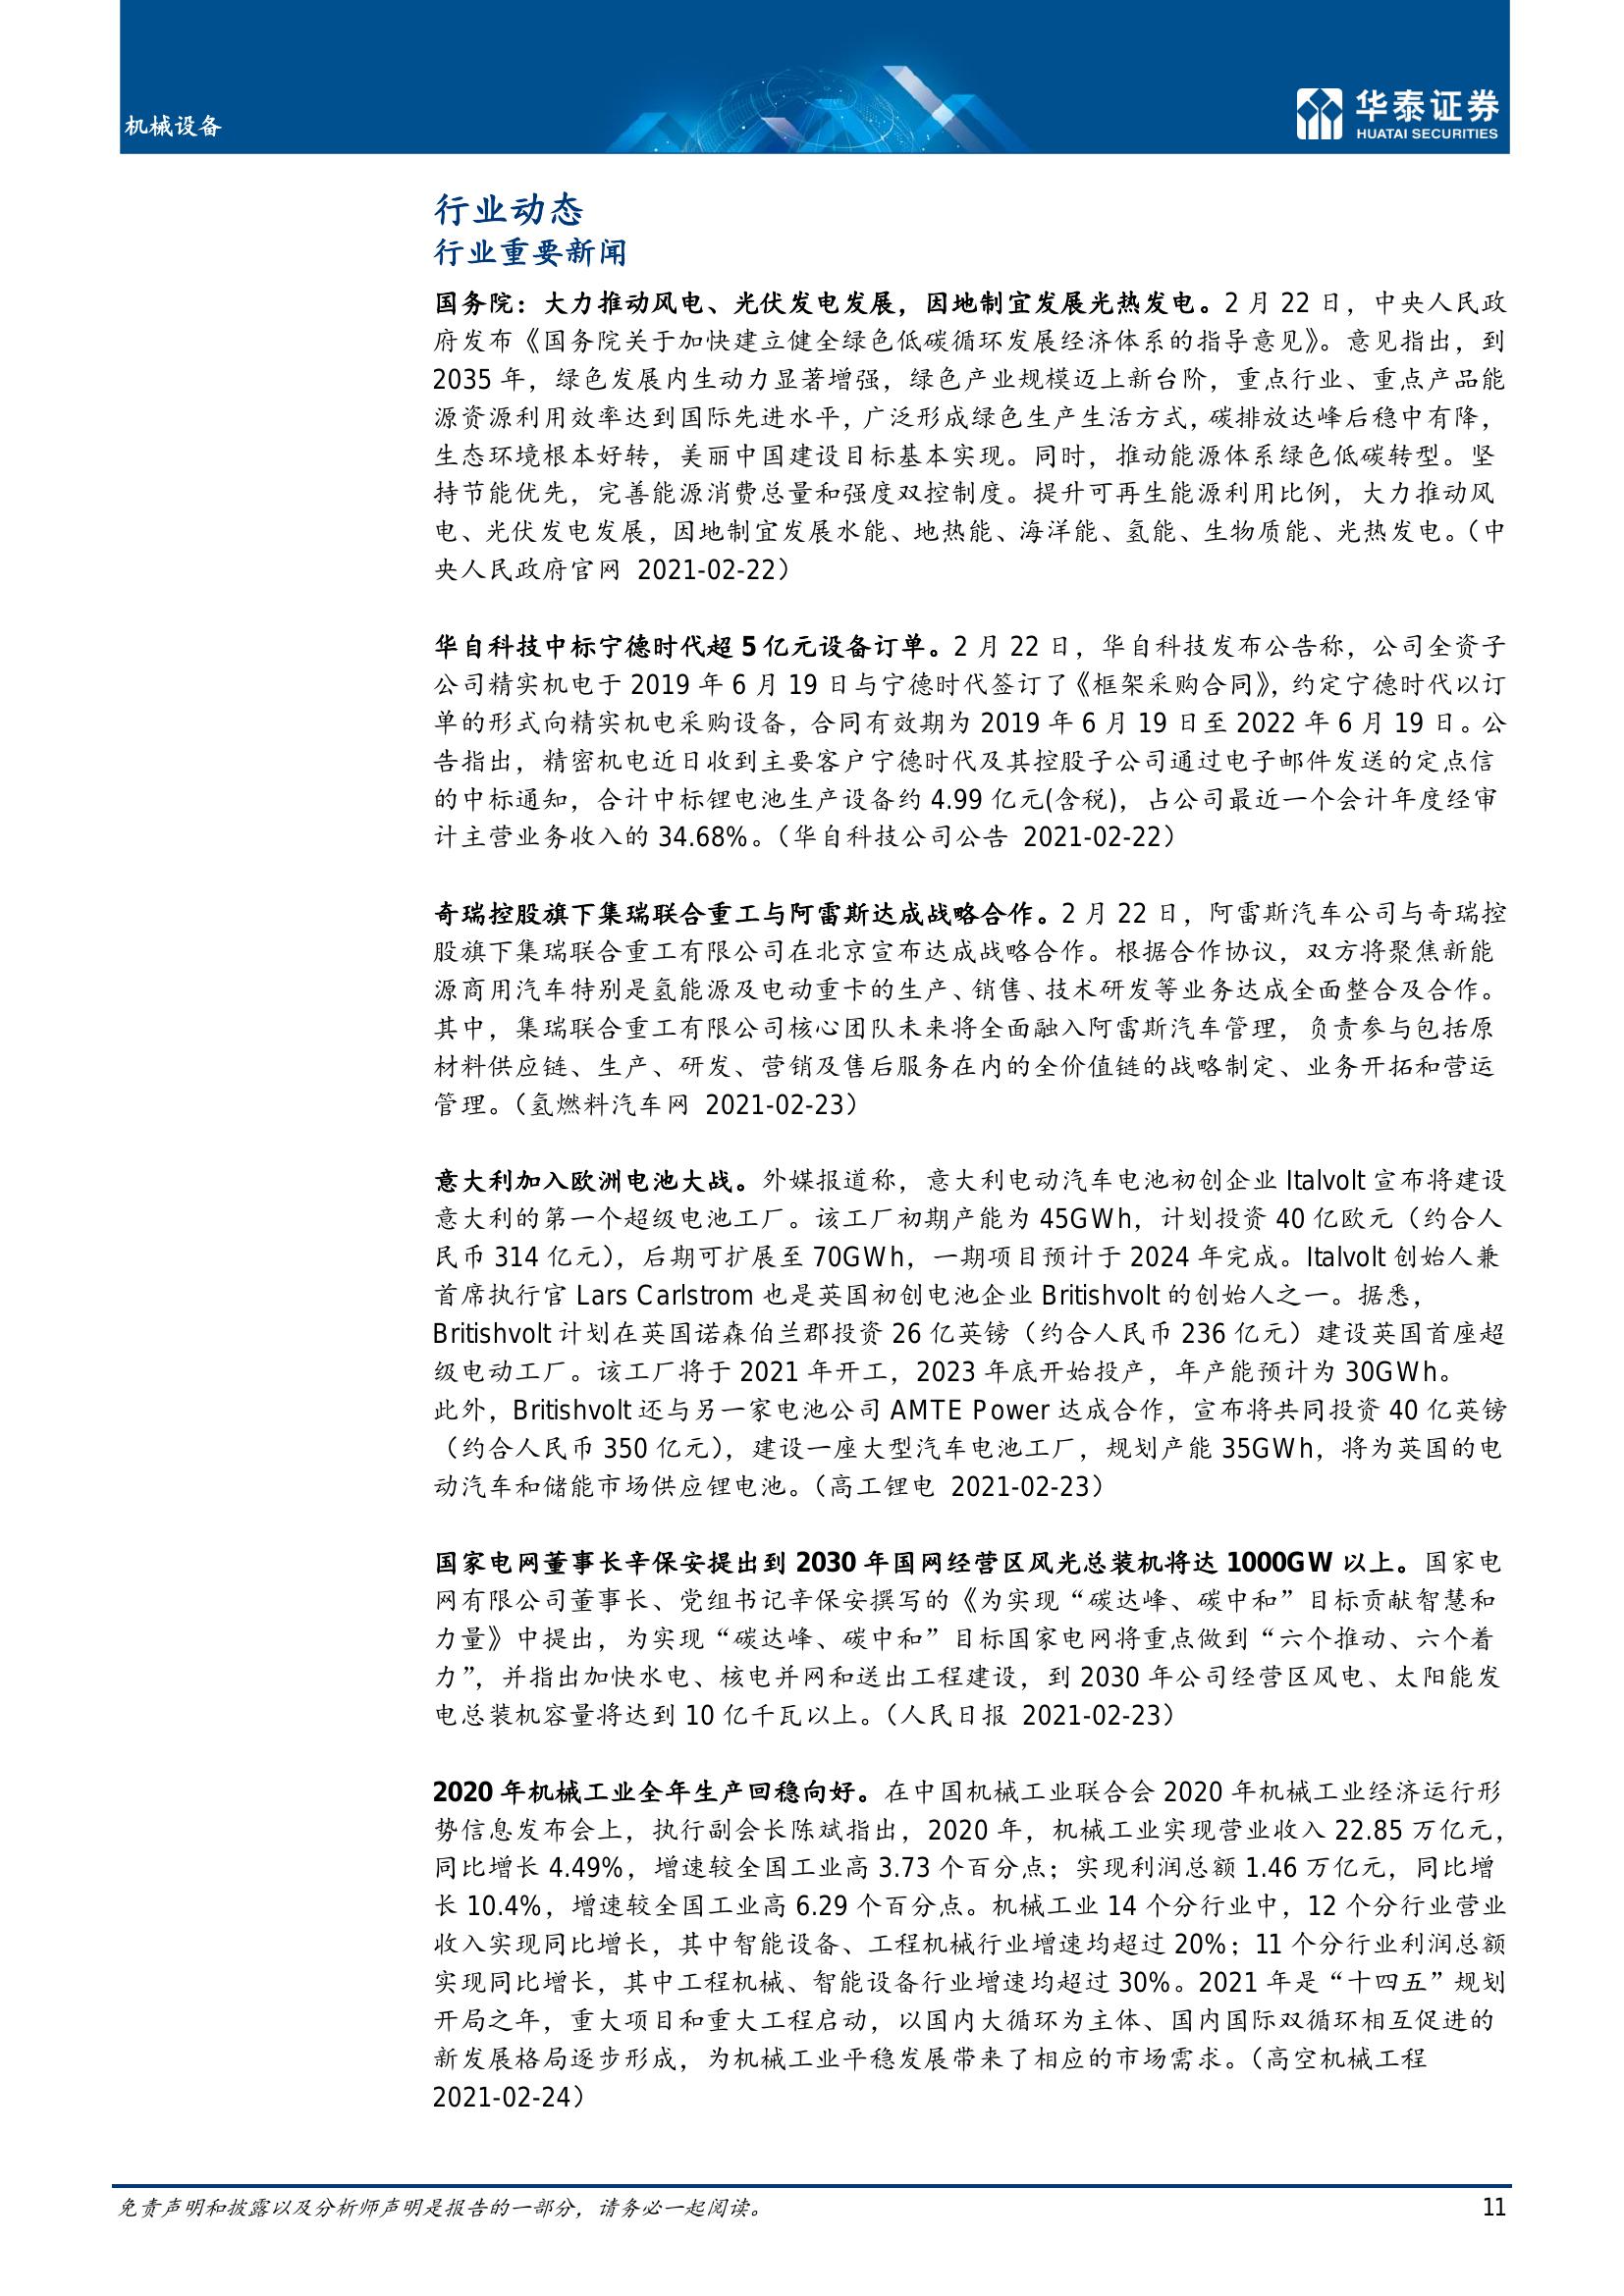 机械设备
华泰证券
HUATAI SECURITIES
行业动态
行业重要新闻
国务院：大力推动风电、光伏发电发展，因地制宜发展光热发电。2 月 22 日，中央人民政
府发布《国务院关于加快建立健全绿色低碳循环发展经济体系的指导意见》。意见指出，到
2035 年，绿色发展内生动力显著增强，绿色产业规模迈上新台阶，重点行业、重点产品能
源资源利用效率达到国际先进水平，广泛形成绿色生产生活方式，碳排放达峰后稳中有降，
生态环境根本好转，美丽中国建设目标基本实现。同时，推动能源体系绿色低碳转型。坚
持节能优先，完善能源消费总量和强度双控制度。提升可再生能源利用比例，大力推动风
电、光伏发电发展，因地制宜发展水能、地热能、海洋能、氢能、生物质能、光热发电。（中
央人民政府官网 2021-02-22）
华自科技中标宁德时代超 5 亿元设备订单。2 月 22 日，华自科技发布公告称，公司全资子
公司精实机电于 2019 年 6 月 19 日与宁德时代签订了《框架采购合同》，约定宁德时代以订
单的形式向精实机电采购设备，合同有效期为 2019 年 6 月 19 日至 2022 年 6 月 19 日。公
告指出，精密机电近日收到主要客户宁德时代及其控股子公司通过电子邮件发送的定点信
的中标通知，合计中标锂电池生产设备约 4.99 亿元(含税)，占公司最近一个会计年度经审
计主营业务收入的 34.68%。（华自科技公司公告 2021-02-22）
奇瑞控股旗下集瑞联合重工与阿雷斯达成战略合作。2 月 22 日，阿雷斯汽车公司与奇瑞控
股旗下集瑞联合重工有限公司在北京宣布达成战略合作。根据合作协议，双方将聚焦新能
源商用汽车特别是氢能源及电动重卡的生产、销售、技术研发等业务达成全面整合及合作。
其中，集瑞联合重工有限公司核心团队未来将全面融入阿雷斯汽车管理，负责参与包括原
材料供应链、生产、研发、营销及售后服务在内的全价值链的战略制定、业务开拓和营运
管理。（氢燃料汽车网 2021-02-23）
意大利加入欧洲电池大战。外媒报道称，意大利电动汽车电池初创企业 Italvolt 宣布将建设
意大利的第一个超级电池工厂。该工厂初期产能为 45GWh，计划投资 40 亿欧元（约合人
民币 314 亿元），后期可扩展至 70GWh，一期项目预计于 2024 年完成。Italvolt 创始人兼
首席执行官 Lars Carlstrom 也是英国初创电池企业 Britishvolt 的创始人之一。据悉，
Britishvolt 计划在英国诺森伯兰郡投资 26 亿英镑（约合人民币 236 亿元）建设英国首座超
级电动工厂。该工厂将于 2021 年开工，2023 年底开始投产，年产能预计为 30GWh。
此外，Britishvolt 还与另一家电池公司 AMTE Power 达成合作，宣布将共同投资 40 亿英镑
（约合人民币 350 亿元），建设一座大型汽车电池工厂，规划产能 35GWh，将为英国的电
动汽车和储能市场供应锂电池。（高工锂电 2021-02-23）
国家电网董事长辛保安提出到 2030 年国网经营区风光总装机将达 1000GW 以上。国家电
网有限公司董事长、党组书记辛保安撰写的《为实现“碳达峰、碳中和”目标贡献智慧和
力量》中提出，为实现“碳达峰、碳中和”目标国家电网将重点做到“六个推动、六个着
力”，并指出加快水电、核电并网和送出工程建设，到 2030 年公司经营区风电、太阳能发
电总装机容量将达到 10 亿千瓦以上。（人民日报 2021-02-23）
2020 年机械工业全年生产回稳向好。在中国机械工业联合会 2020 年机械工业经济运行形
势信息发布会上，执行副会长陈斌指出，2020 年，机械工业实现营业收入 22.85 万亿元，
同比增长 4.49%，增速较全国工业高 3.73 个百分点；实现利润总额 1.46 万亿元，同比增
长 10.4%，增速较全国工业高 6.29 个百分点。机械工业 14 个分行业中，12 个分行业营业
收入实现同比增长，其中智能设备、工程机械行业增速均超过 20%；11 个分行业利润总额
实现同比增长，其中工程机械、智能设备行业增速均超过 30%。2021 年是“十四五”规划
开局之年，重大项目和重大工程启动，以国内大循环为主体、国内国际双循环相互促进的
新发展格局逐步形成，为机械工业平稳发展带来了相应的市场需求。（高空机械工程
2021-02-24）
免责声明和披露以及分析师声明是报告的一部分，请务必一起阅读。
11